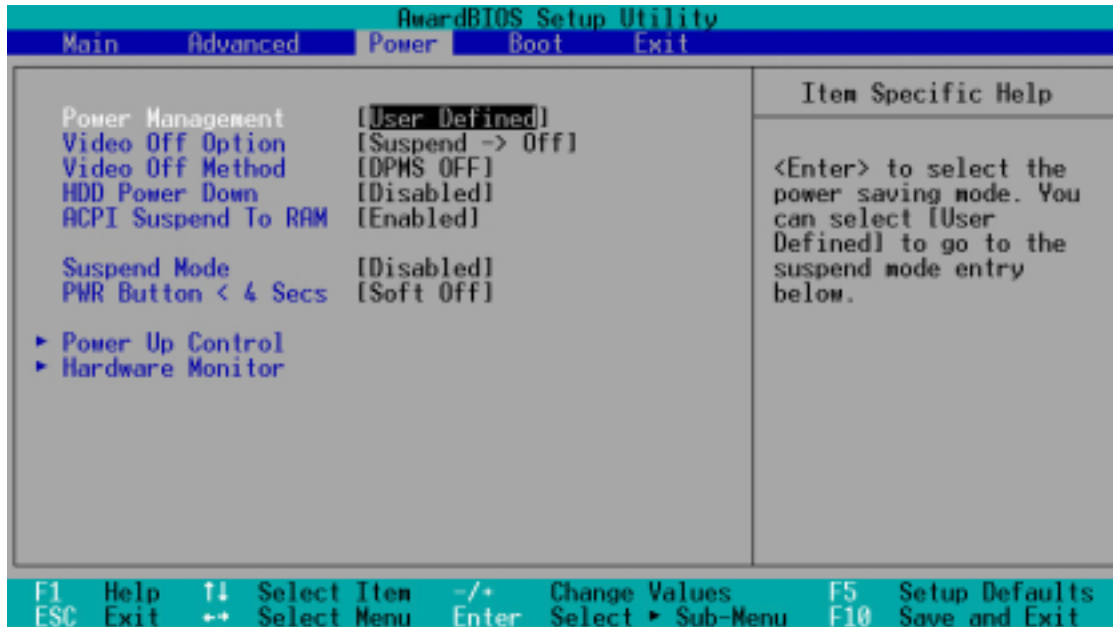 AwardBIOS Setup Utility
Main Advanced Power Boot Exit
Power Management [User Defined]
Video Off Option [Suspend -> Off]
Video Off Method [DPMS OFF]
HDD Power Down [Disabled]
ACPI Suspend To RAM [Enabled]
Suspend Mode [Disabled]
PWR Button < 4 Secs [Soft Off]
► Power Up Control
► Hardware Monitor
Item Specific Help
<Enter> to select the
power saving mode. You
can select [User
Defined] to go to the
suspend mode entry
below.
F1 Help ↑↓ Select Item -/+ Change Values F5 Setup Defaults
ESC Exit ←→ Select Menu Enter Select ► Sub-Menu F10 Save and Exit